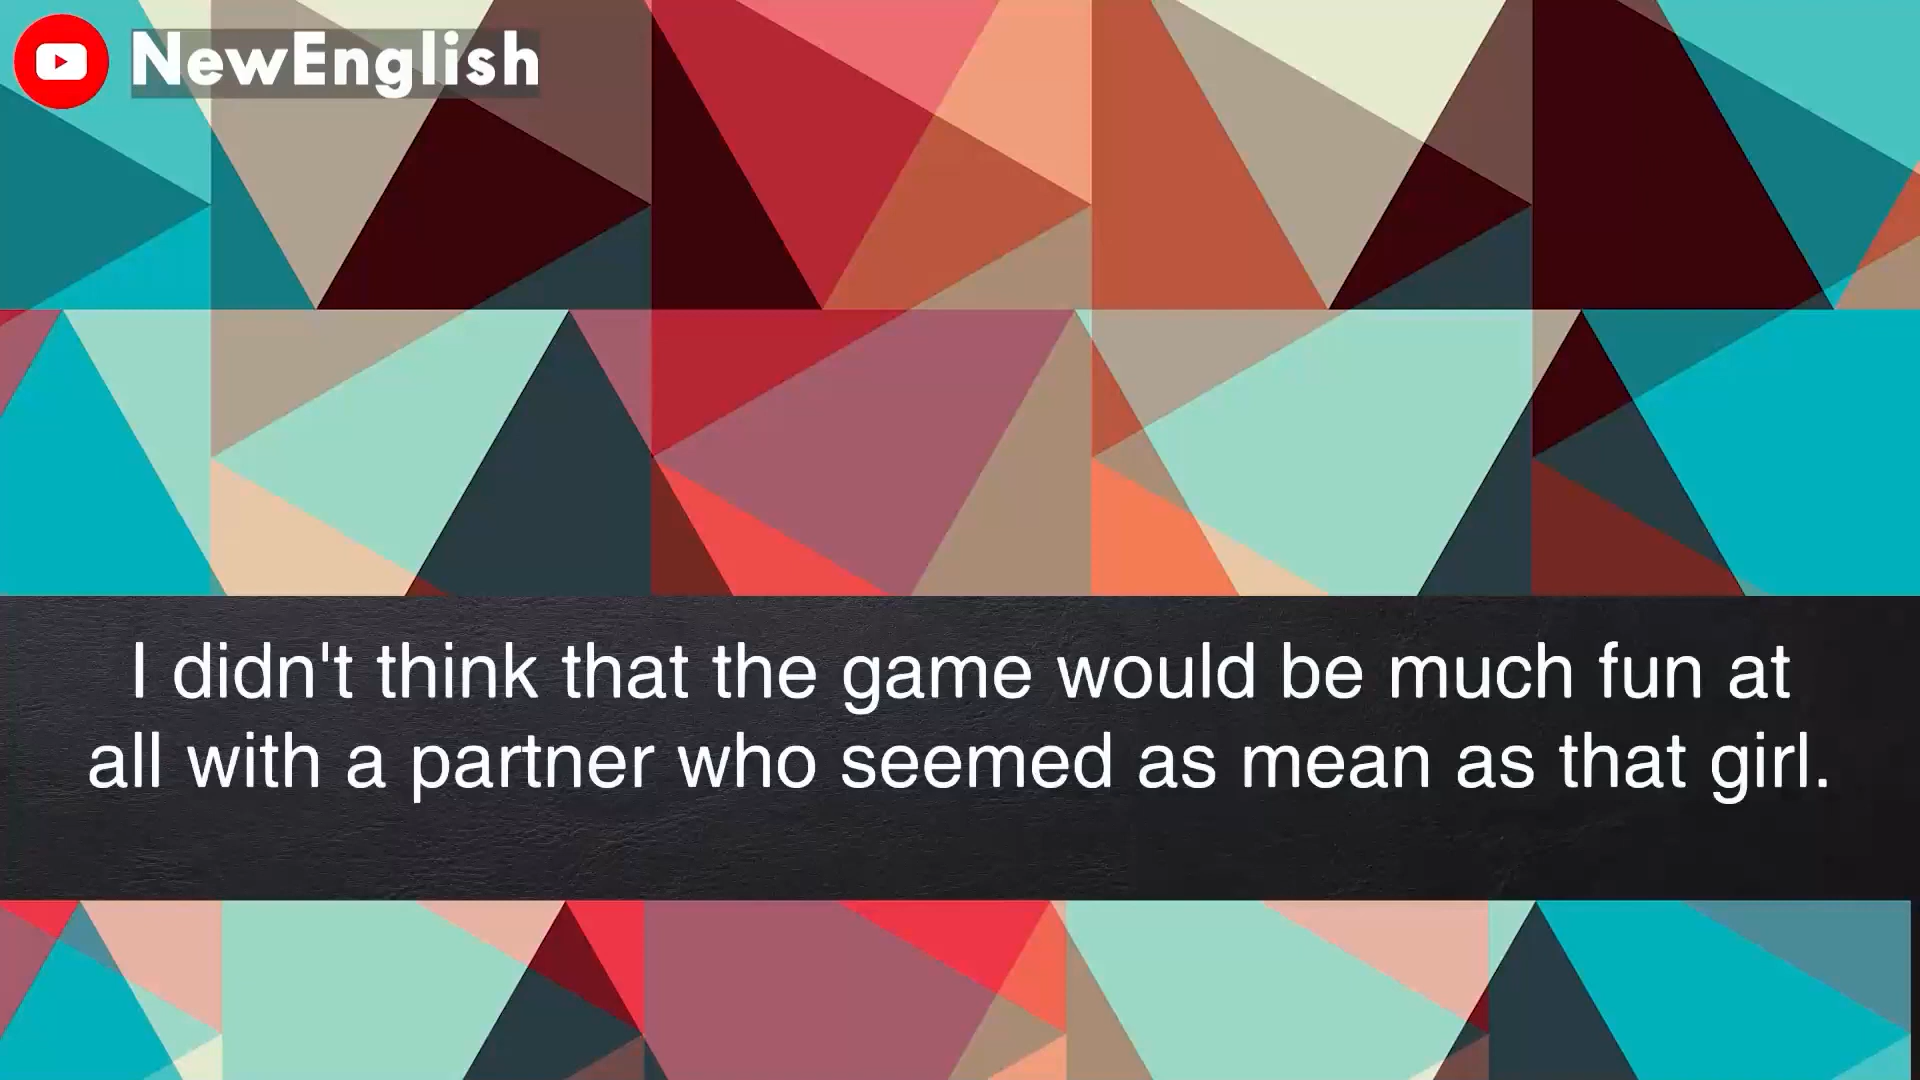 NewEnglish
I didn't think that the game would be much fun at
all with a partner who seemed as mean as that girl.